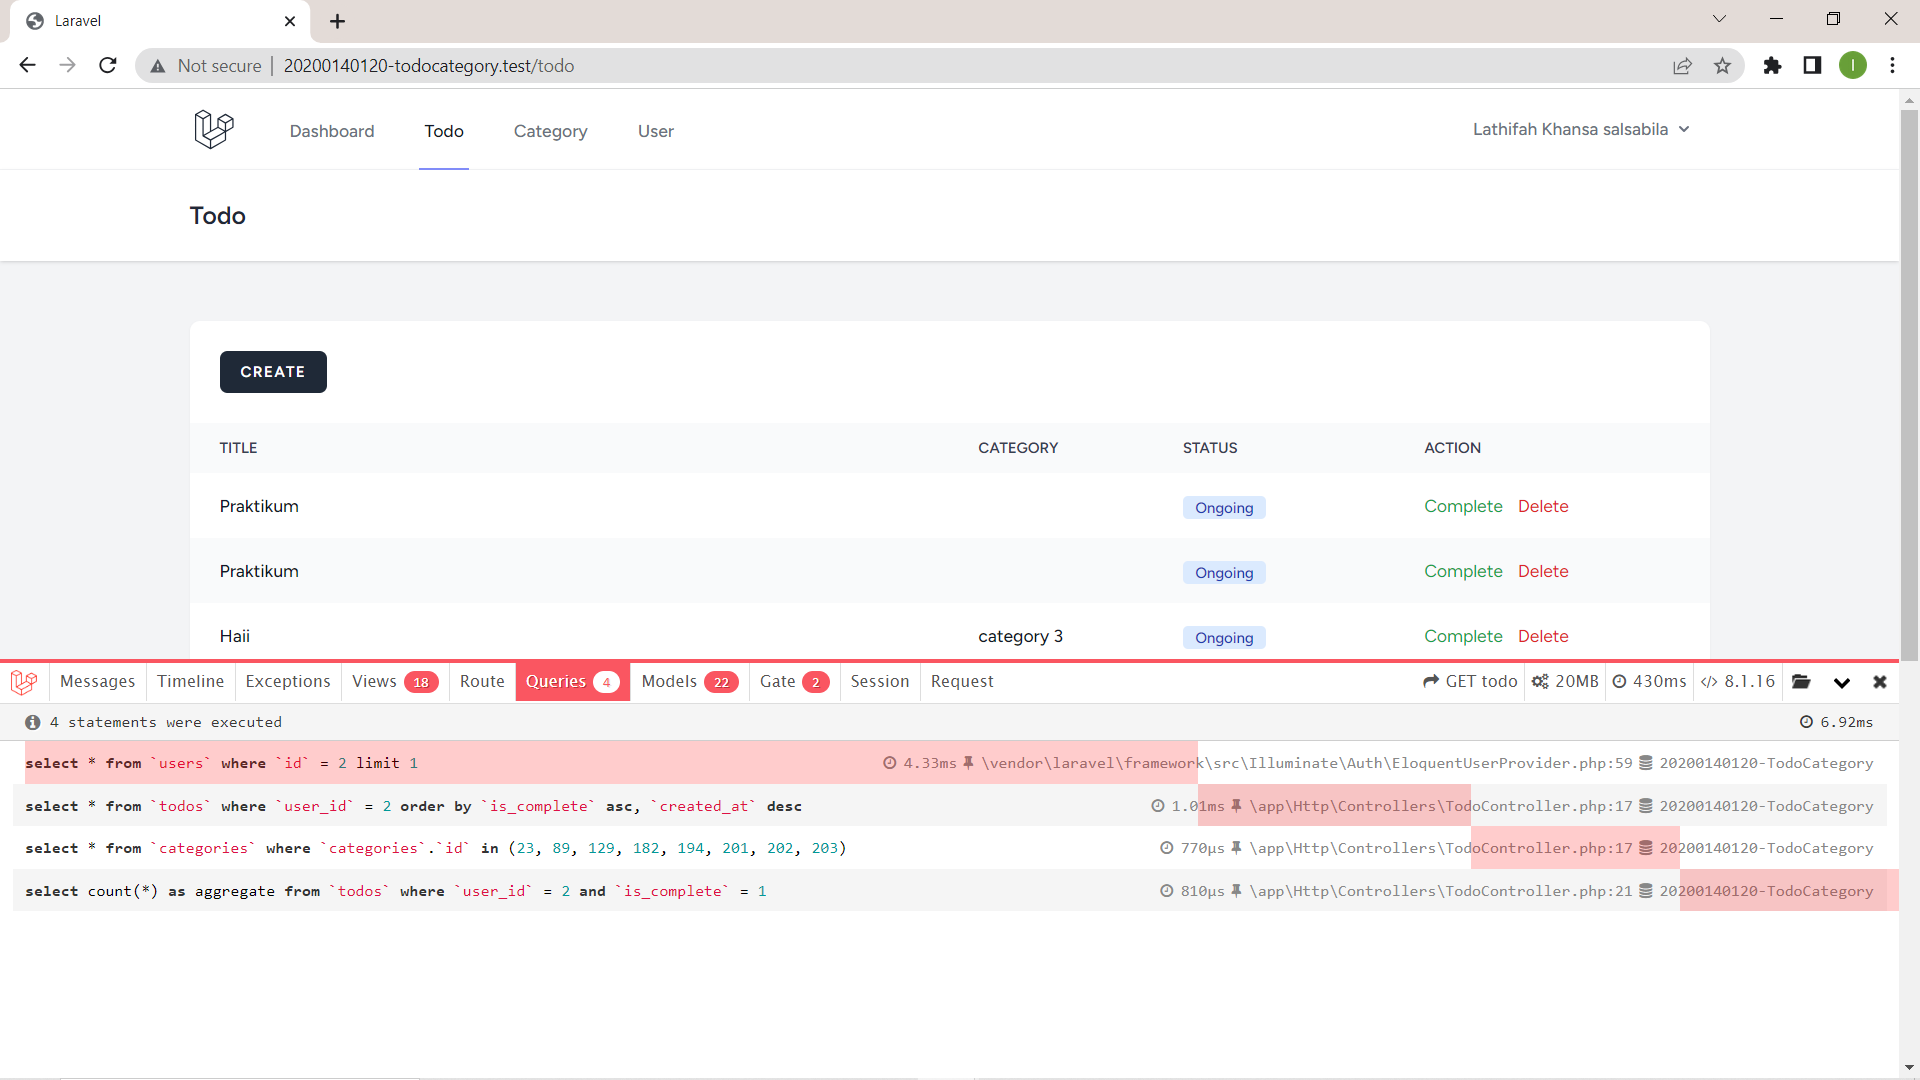 Laravel
Not secure 20200140120-todocategory.test/todo I
Dashboard Todo Category User Lathifah Khansa salsabila
Todo
CREATE
TITLE CATEGORY STATUS ACTION
Praktikum Ongoing Complete Delete
Praktikum Ongoing Complete Delete
Haii category 3 Ongoing Complete Delete
Messages Timeline Exceptions Views 18 Route Queries 4 Models 22 Gate 2 Session Request GET todo 20MB 430ms </> 8.1.16
4 statements were executed 6.92ms
select * from `users` where `id` = 2 limit 1 4.33ms \vendor\laravel\framework\src\Illuminate\Auth\EloquentUserProvider.php:59 20200140120-TodoCategory
select * from `todos` where `user_id` = 2 order by `is_complete` asc, `created_at` desc 1.01ms \app\Http\Controllers\TodoController.php:17 20200140120-TodoCategory
select * from `categories` where `categories`.`id` in (23, 89, 129, 182, 194, 201, 202, 203) 770μs \app\Http\Controllers\TodoController.php:17 20200140120-TodoCategory
select count(*) as aggregate from `todos` where `user_id` = 2 and `is_complete` = 1 810μs \app\Http\Controllers\TodoController.php:21 20200140120-TodoCategory